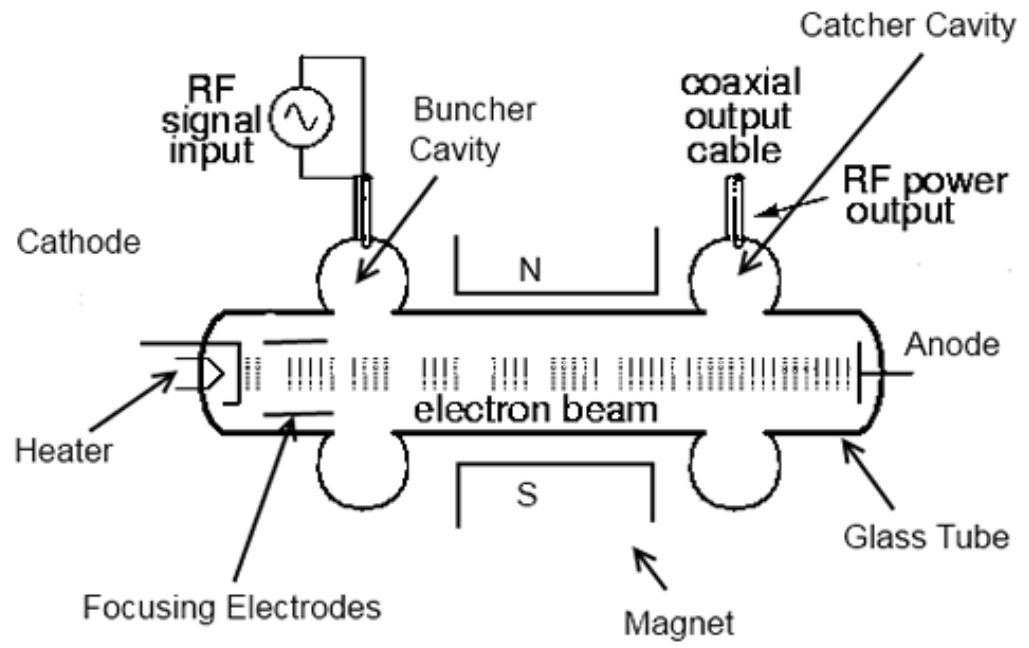 Catcher Cavity
RF
signal
input
Buncher
Cavity
coaxial
output
cable
RF power
output
Cathode
N
Anode
electron beam
Heater
S
Glass Tube
Focusing Electrodes
Magnet